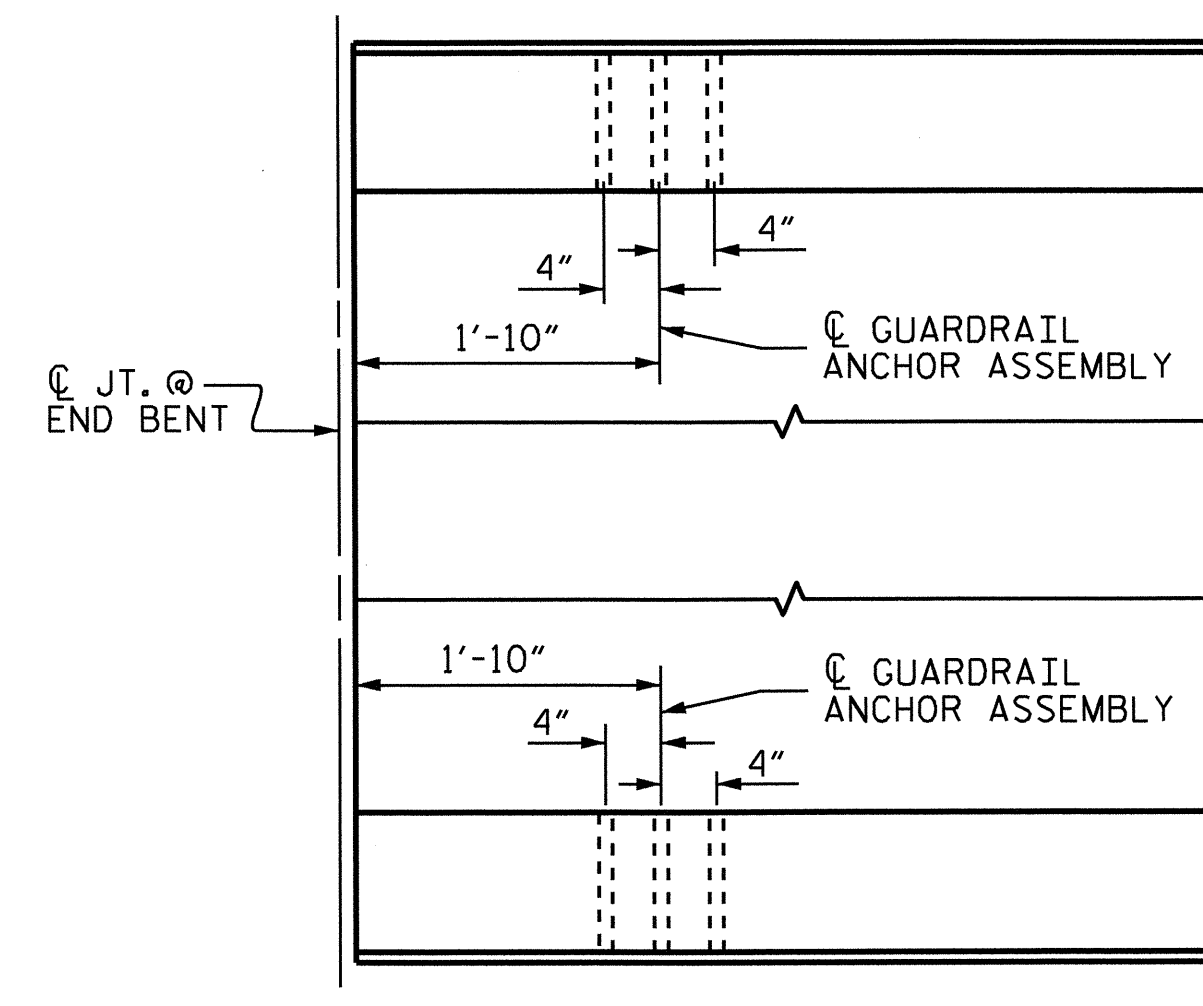 4"
4"
1'-10"
℄ GUARDRAIL
ANCHOR ASSEMBLY
℄ JT. @
END BENT
1'-10"
℄ GUARDRAIL
ANCHOR ASSEMBLY
4"
4"